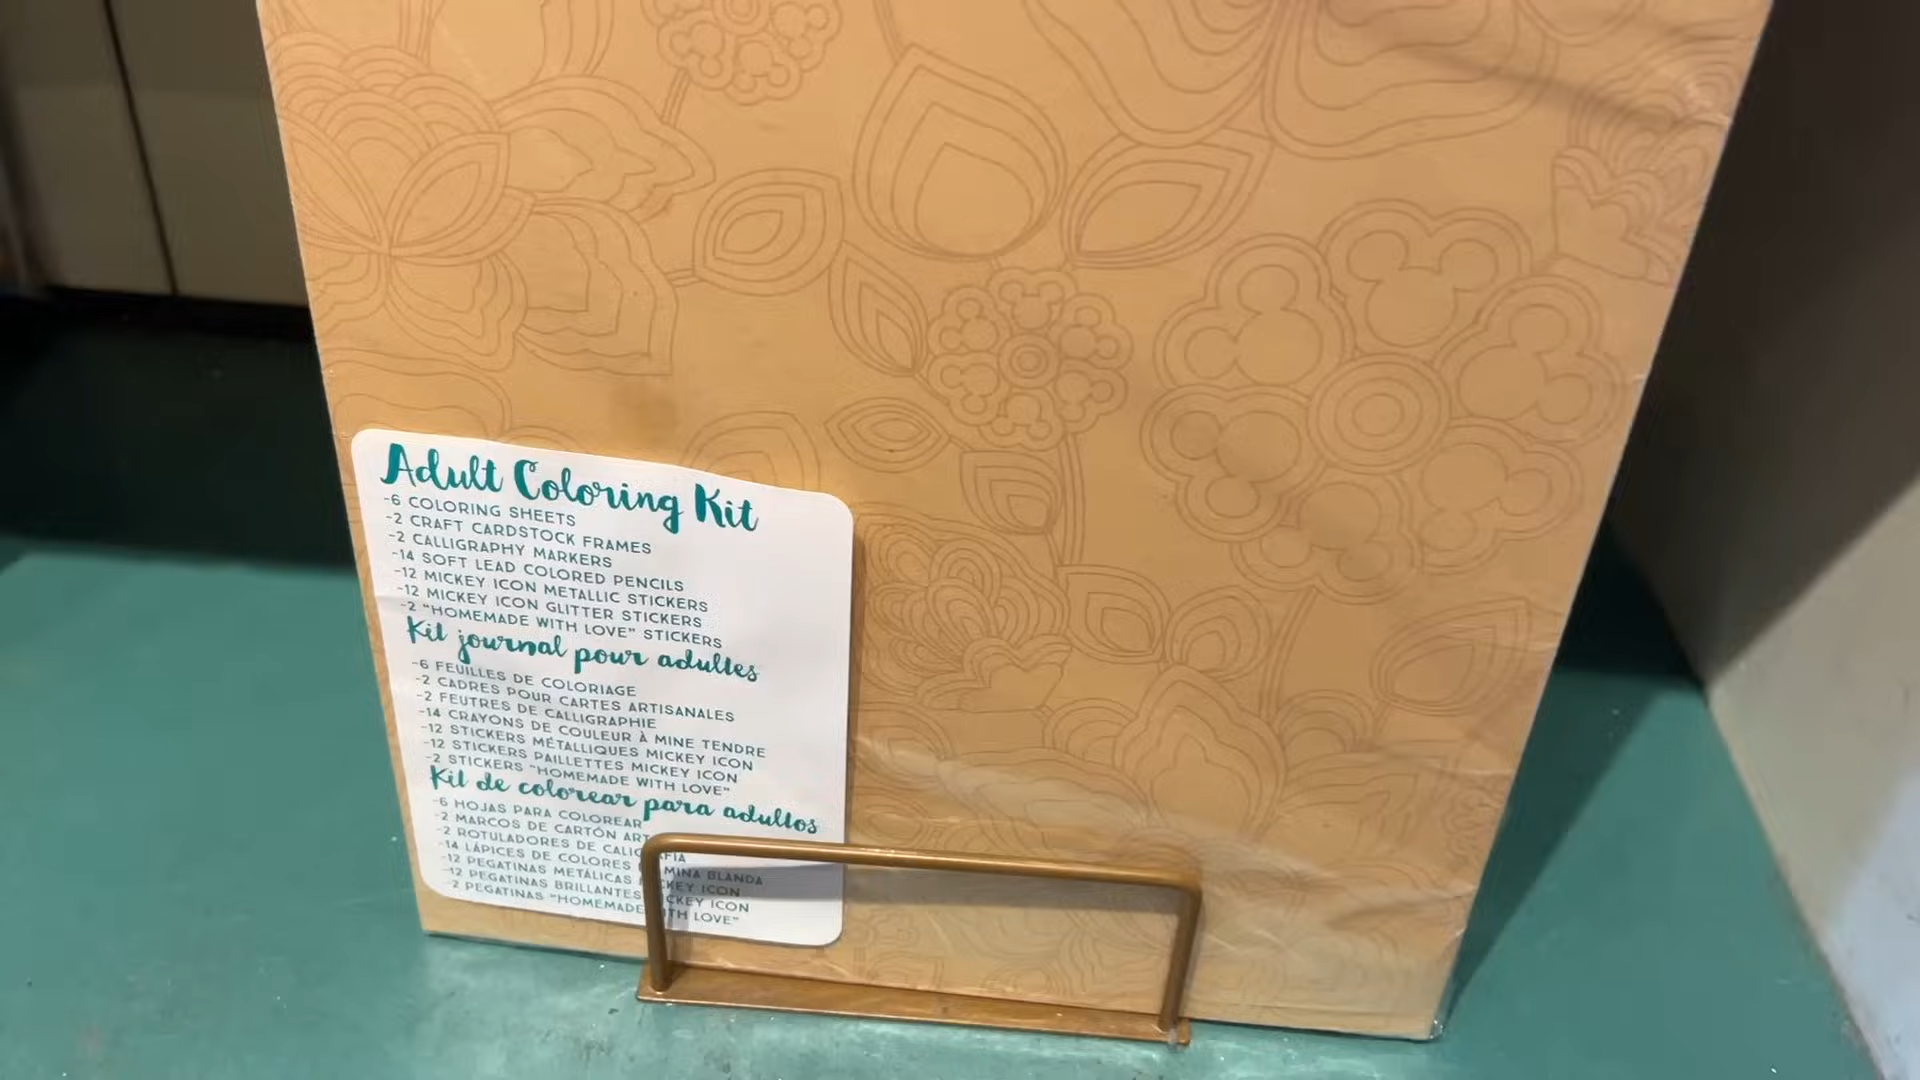 Adult Coloring Kit
-6 COLORING SHEETS
-2 CRAFT CARDSTOCK FRAMES
-2 CALLIGRAPHY MARKERS
-14 SOFT LEAD COLORED PENCILS
-12 MICKEY ICON METALLIC STICKERS
-12 MICKEY ICON GLITTER STICKERS
-2 "HOMEMADE WITH LOVE" STICKERS
Kit journal pour adultes
-6 FEUILLES DE COLORIAGE
-2 CADRES POUR CARTES ARTISANALES
-2 FEUTRES DE CALLIGRAPHIE
-14 CRAYONS DE COULEUR À MINE TENDRE
-12 STICKERS MÉTALLIQUES MICKEY ICON
-12 STICKERS PAILLETTES MICKEY ICON
-2 STICKERS "HOMEMADE WITH LOVE"
Kit de colorear para adultos
-6 HOJAS PARA COLOREAR
-2 MARCOS DE CARTÓN
-2 ROTULADORES DE
-14 LÁPICES DE COLORES MINA BLANDA
-12 PEGATINAS METÁLICAS ICON
-12 PEGATINAS BRILLANTES ICON
-2 PEGATINAS "HOMEMADE LOVE"